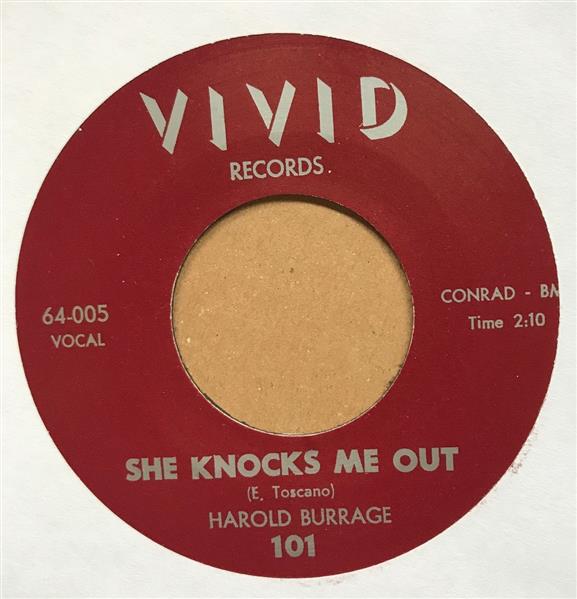 VIVID
RECORDS.
64-005
VOCAL
CONRAD - BM
Time 2:10
SHE KNOCKS ME OUT
(E. Toscano)
HAROLD BURRAGE
101